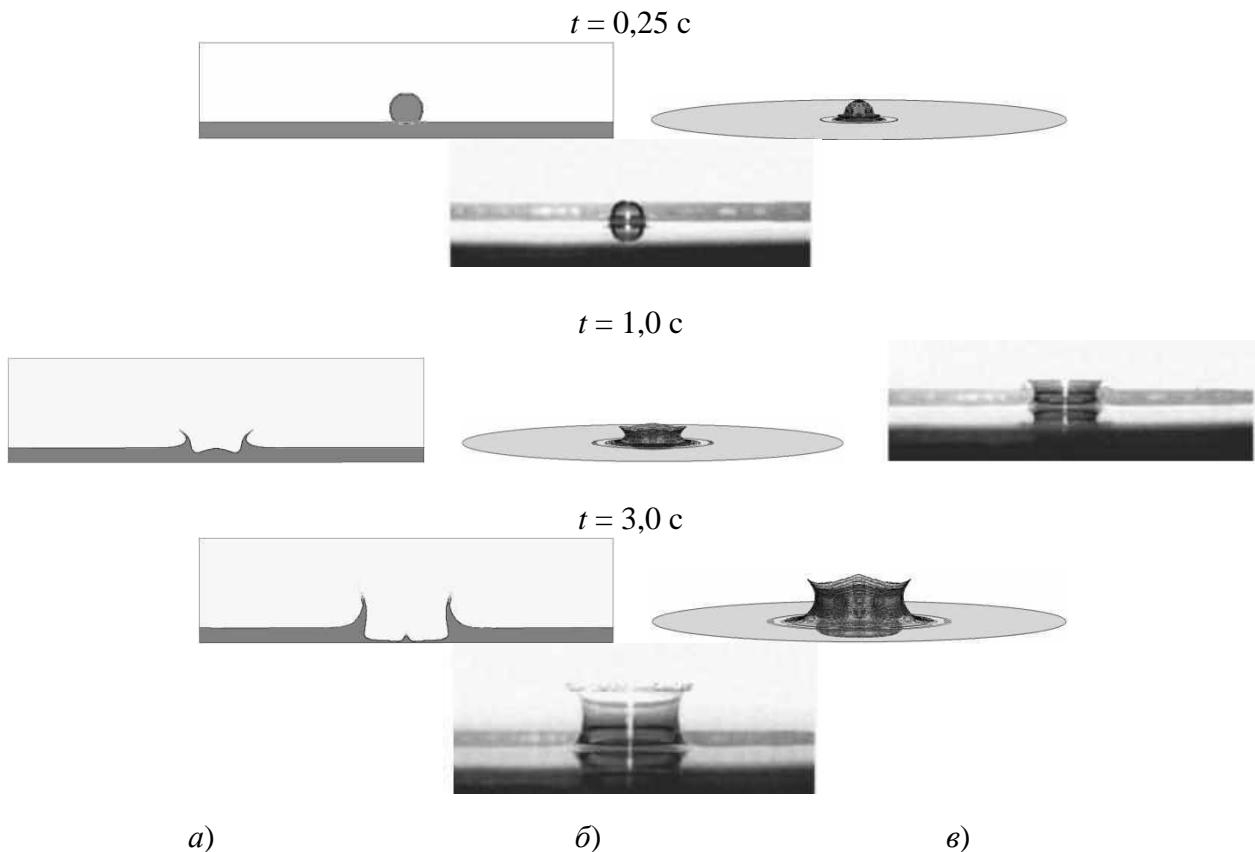 t = 0,25 с
t = 1,0 с
t = 3,0 с
а) б) в)